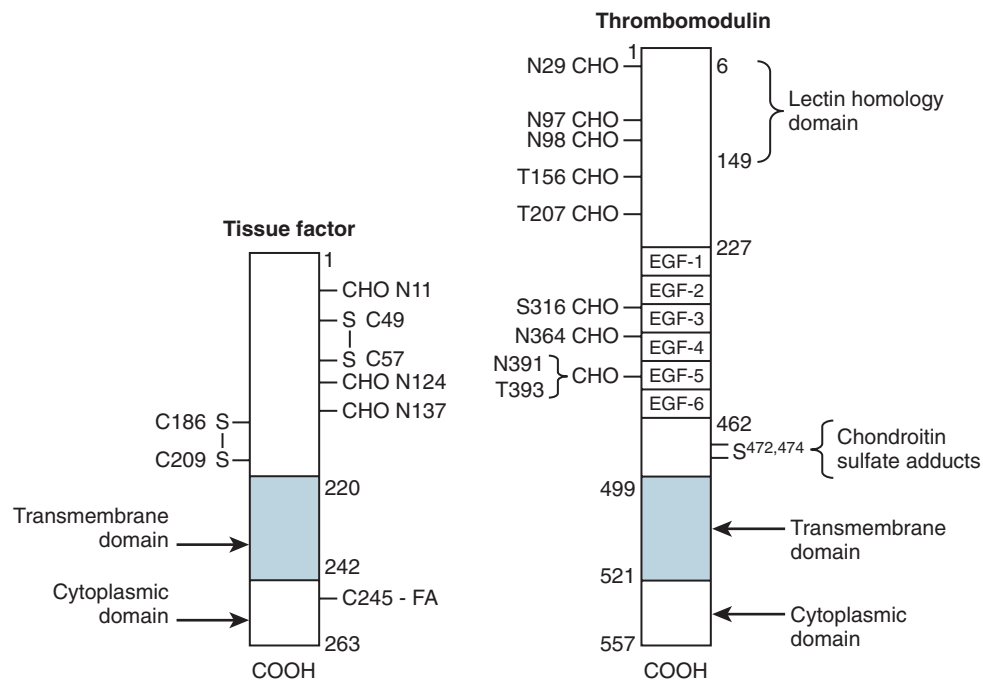 Thrombomodulin
1
N29 CHO
6
Lectin homology
domain
N97 CHO
N98 CHO
149
T156 CHO
T207 CHO
227
EGF-1
EGF-2
S316 CHO
EGF-3
N364 CHO
EGF-4
N391
T393
CHO
EGF-5
EGF-6
462
S472,474
Chondroitin
sulfate adducts
499
Transmembrane
domain
521
Cytoplasmic
domain
557
COOH
Tissue factor
1
CHO N11
S C49
S C57
CHO N124
CHO N137
C186 S
C209 S
220
Transmembrane
domain
242
Cytoplasmic
domain
C245 - FA
263
COOH